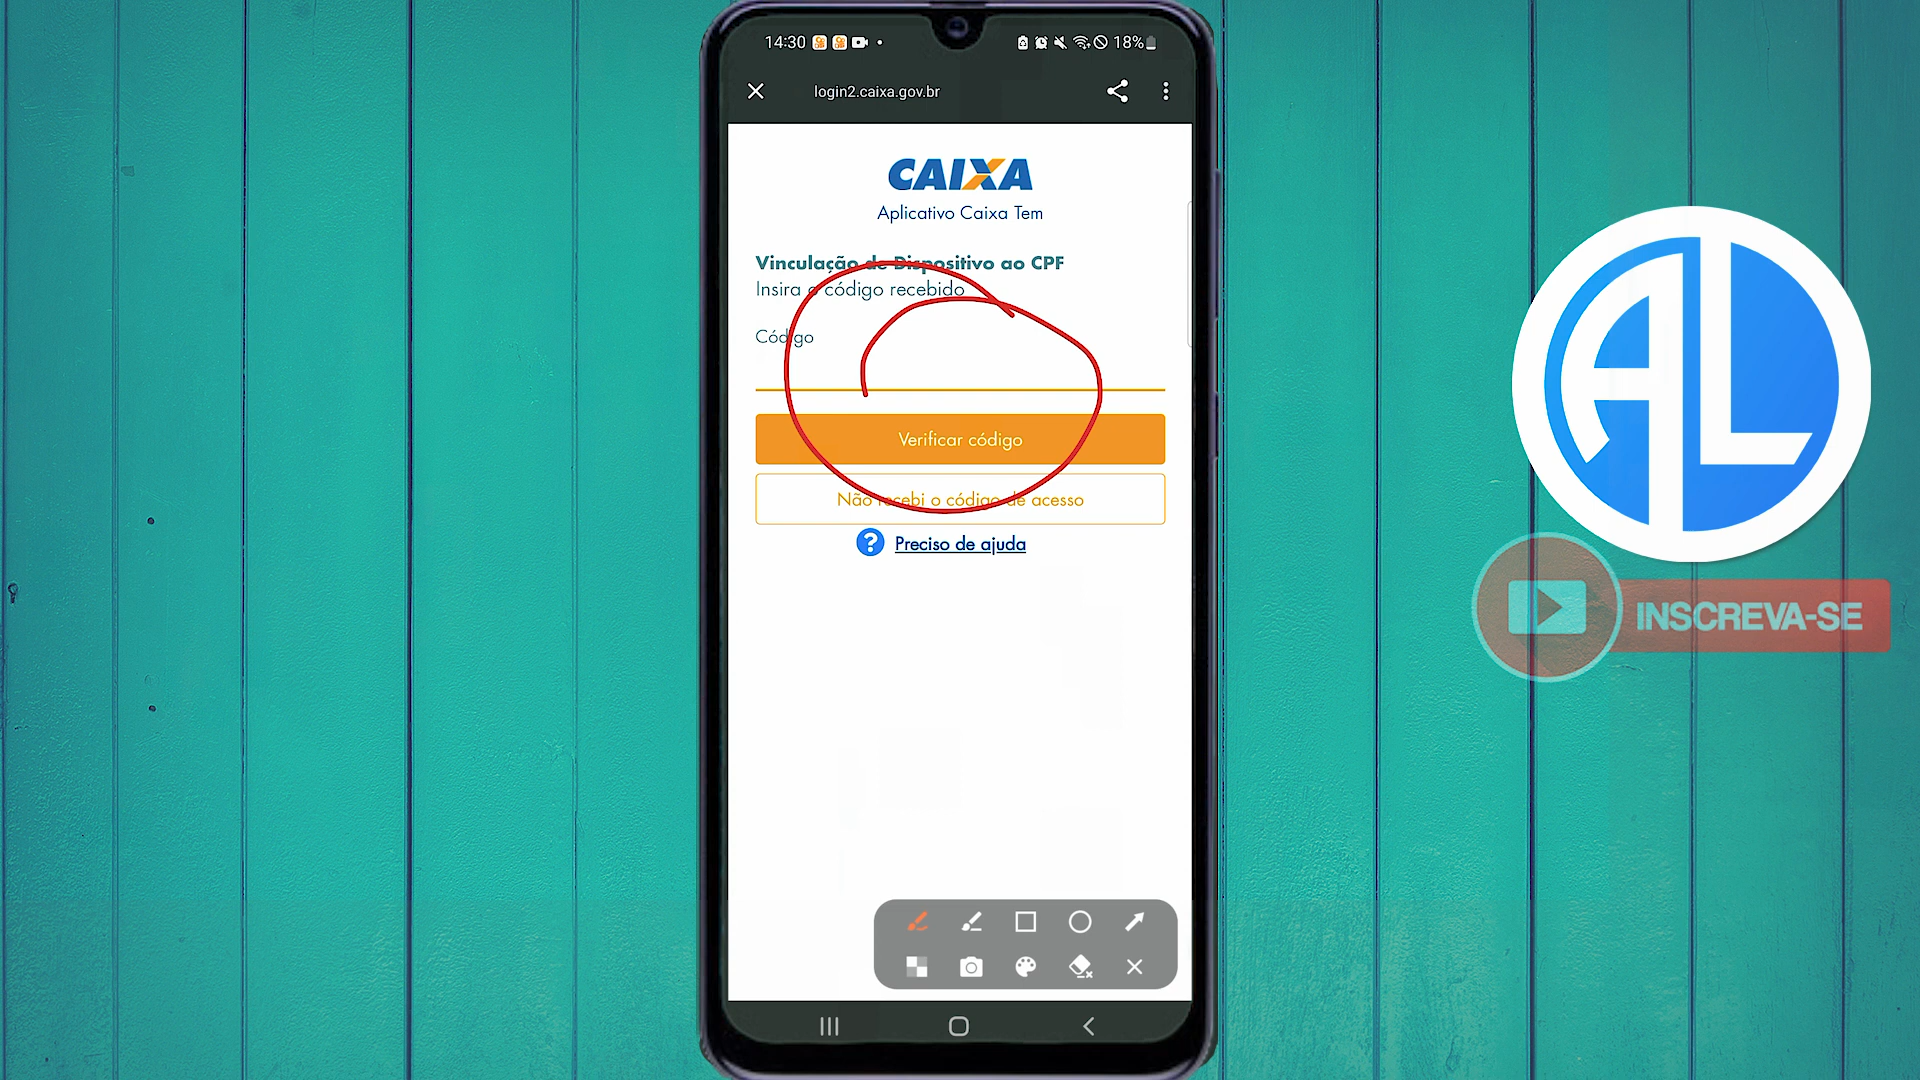 14:30
18%
login2.caixa.gov.br
CAIXA
Aplicativo Caixa Tem
Vinculação de Dispositivo ao CPF
Insira o código recebido
Código
Verificar código
Não recebi o código de acesso
Preciso de ajuda
AL
INSCREVA-SE